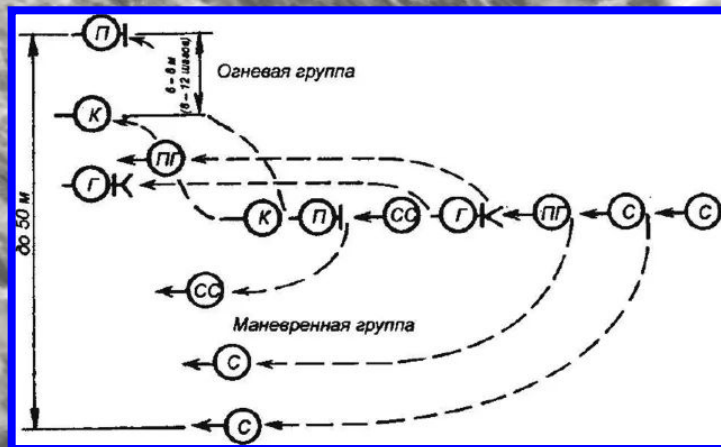 П
6 – 8 м
(8 – 12 шагов)
Огневая группа
К
ПГ
Г
до 50 м
К
П
СС
Г
ПГ
С
С
СС
Маневренная группа
С
С